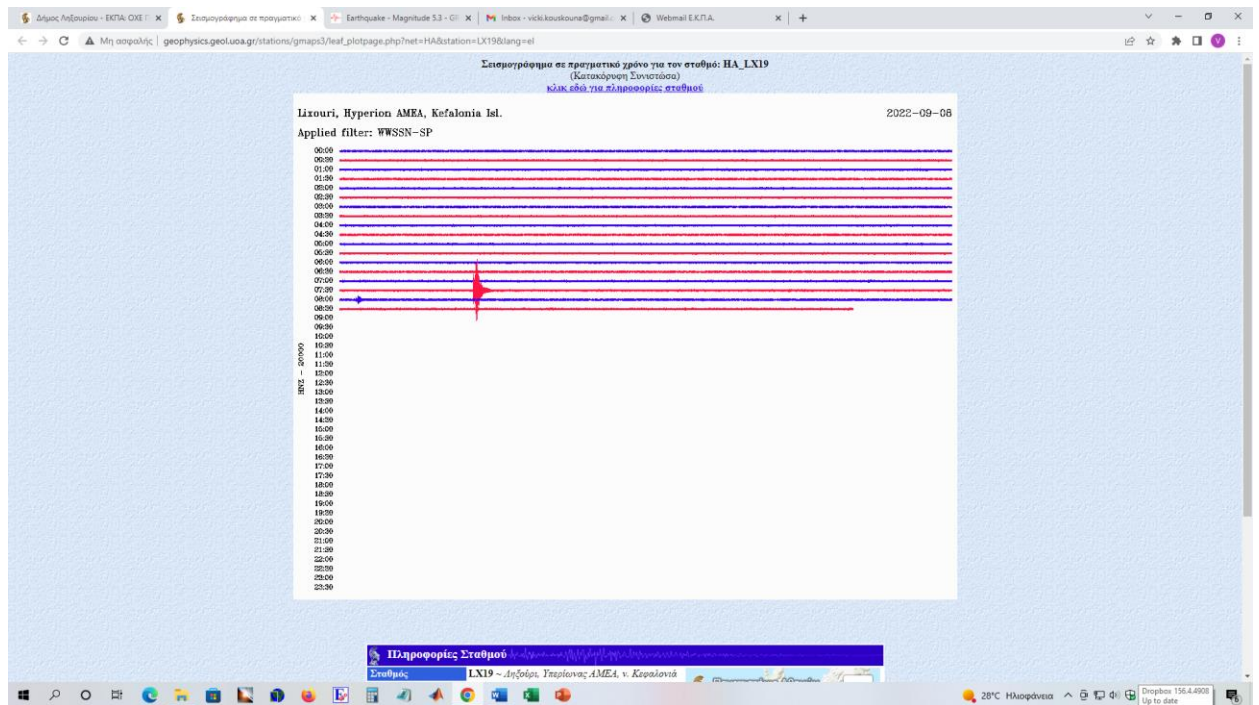 Δήμος Ληξουρίου - ΕΚΠΑ: ΟΧΕ Γ
Σεισμογράφημα σε πραγματικό
Earthquake - Magnitude 5.3 - G
Inbox - vicki.kouskouna@gmail.c
Webmail Ε.Κ.Π.Α.
Μη ασφαλής | geophysics.geol.uoa.gr/stations/gmaps3/leaf_plotpage.php?net=HA&station=LX19&lang=el
V
Σεισμογράφημα σε πραγματικό χρόνο για τον σταθμό: HA_LX19
(Κατακόρυφη Συνιστώσα)
κλικ εδώ για πληροφορίες σταθμού
Lixouri, Hyperion AMEA, Kefalonia Isl. 2022-09-08
Applied filter: WWSSN-SP
00:00
00:30
01:00
01:30
02:00
02:30
03:00
03:30
04:00
04:30
05:00
05:30
06:00
06:30
07:00
07:30
08:00
08:30
09:00
09:30
10:00
10:30
11:00
11:30
12:00
12:30
13:00
13:30
14:00
14:30
15:00
15:30
16:00
16:30
17:00
17:30
18:00
18:30
19:00
19:30
20:00
20:30
21:00
21:30
22:00
22:30
23:00
23:30
HNZ - 20000
Πληροφορίες Σταθμού
Σταθμός LX19 ~ Ληξούρι, Υπερίωνας ΑΜΕΑ, ν. Κεφαλονιά
28°C Ηλιοφάνεια
Dropbox 156.4.4908
Up to date
6